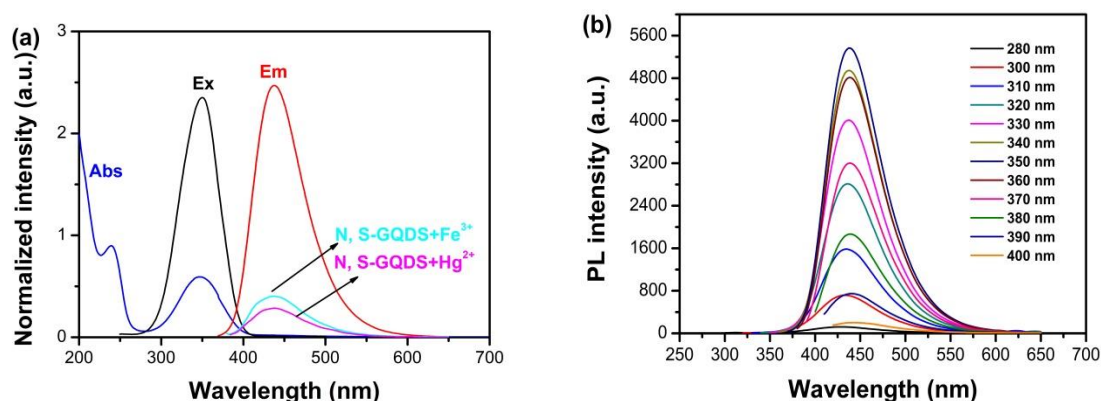 (a)
3
2
1
0
Normalized intensity (a.u.)
Abs
Ex
Em
N, S-GQDS+Fe³⁺
N, S-GQDS+Hg²⁺
200 300 400 500 600 700
Wavelength (nm)
(b)
5600
4800
4000
3200
2400
1600
800
0
PL intensity (a.u.)
280 nm
300 nm
310 nm
320 nm
330 nm
340 nm
350 nm
360 nm
370 nm
380 nm
390 nm
400 nm
250 300 350 400 450 500 550 600 650 700
Wavelength (nm)